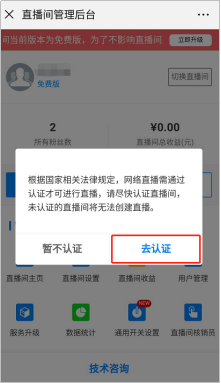 直播间管理后台
间当前版本为免费版，为了不影响直播间
立即升级
免费版
切换直播间
2
¥0.00
所有粉丝数
直播间总收益(元)
根据国家相关法律规定，网络直播需通过
认证才可进行直播，请尽快认证直播间，
未认证的直播间将无法创建直播。
暂不认证
去认证
直播间主页
直播间设置
直播间收益
用户管理
NEW
服务升级
数据统计
通用开关设置
直播间核销员
技术咨询